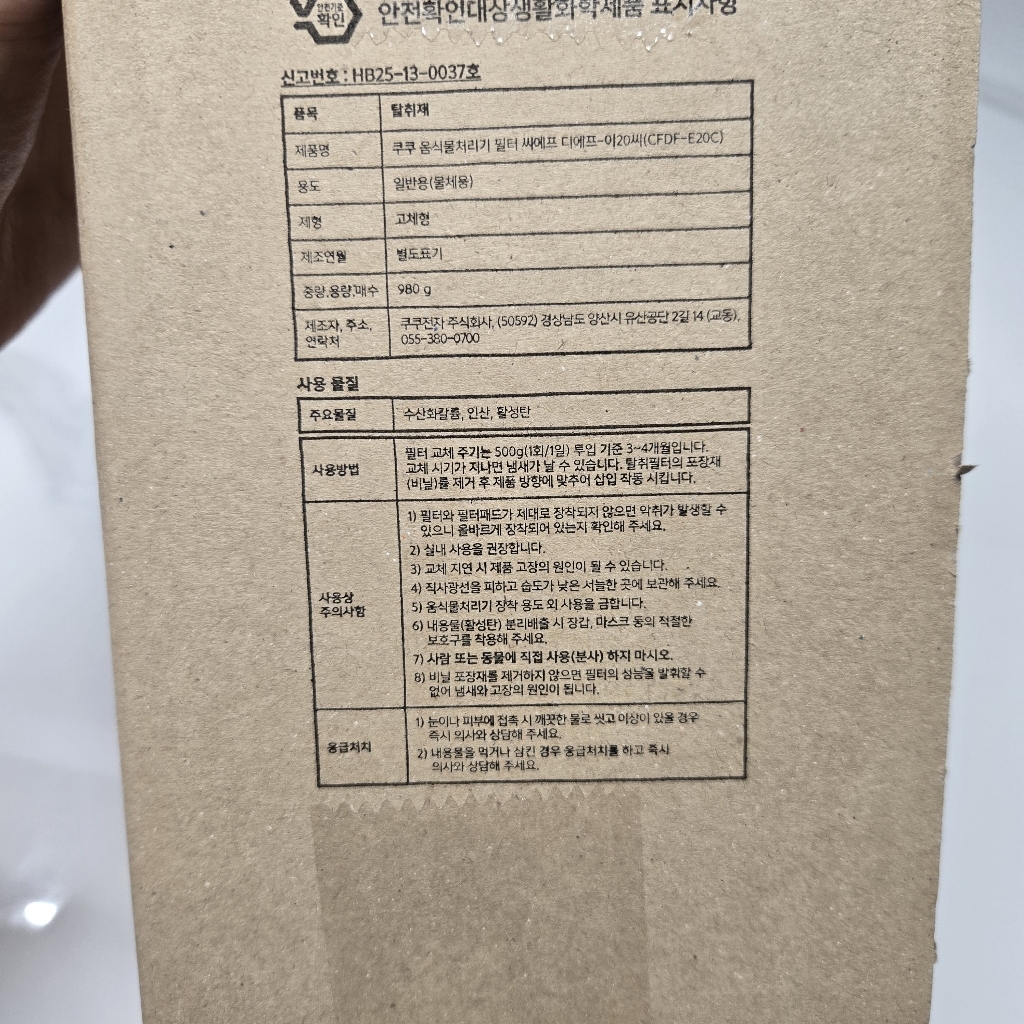 안전기준
확인
안전확인대상생활화학제품 표시사항
신고번호 : HB25-13-0037호
품목 탈취재
제품명 쿠쿠 음식물처리기 필터 씨에프 디에프-이20씨(CFDF-E20C)
용도 일반용(물체용)
제형 고체형
제조연월 별도표기
중량,용량,매수 980 g
제조자, 주소, 연락처 쿠쿠전자 주식회사, (50592) 경상남도 양산시 유산공단 2길 14 (교동),
055-380-0700
사용 물질
주요물질 수산화칼륨, 인산, 활성탄
사용방법 필터 교체 주기는 500g(1회/1일) 투입 기준 3~4개월입니다.
교체 시기가 지나면 냄새가 날 수 있습니다. 탈취필터의 포장재
(비닐)를 제거 후 제품 방향에 맞추어 삽입 작동 시킵니다.
사용상 주의사항
1) 필터와 필터패드가 제대로 장착되지 않으면 악취가 발생할 수
있으니 올바르게 장착되어 있는지 확인해 주세요.
2) 실내 사용을 권장합니다.
3) 교체 지연 시 제품 고장의 원인이 될 수 있습니다.
4) 직사광선을 피하고 습도가 낮은 서늘한 곳에 보관해 주세요.
5) 음식물처리기 장착 용도 외 사용을 금합니다.
6) 내용물(활성탄) 분리배출 시 장갑, 마스크 등의 적절한
보호구를 착용해 주세요.
7) 사람 또는 동물에 직접 사용(분사) 하지 마시오.
8) 비닐 포장재를 제거하지 않으면 필터의 성능을 발휘할 수
없어 냄새와 고장의 원인이 됩니다.
응급처치
1) 눈이나 피부에 접촉 시 깨끗한 물로 씻고 이상이 있을 경우
즉시 의사와 상담해 주세요.
2) 내용물을 먹거나 삼킨 경우 응급처치를 하고 즉시
의사와 상담해 주세요.